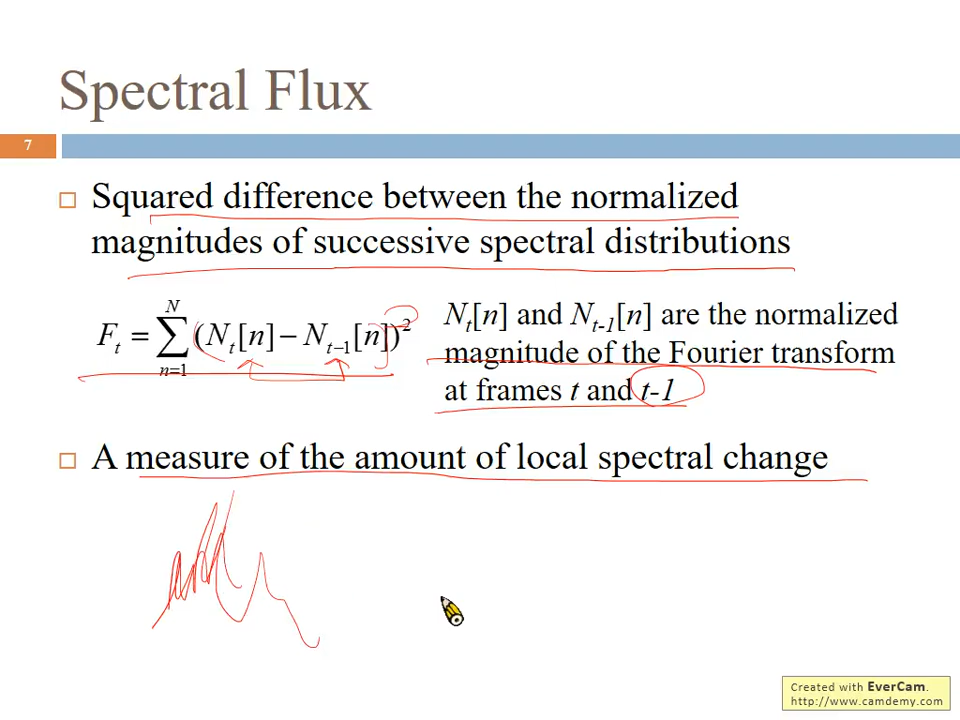 Spectral Flux
7
Squared difference between the normalized
magnitudes of successive spectral distributions
F_t = \sum_{n=1}^{N} (N_t[n] − N_{t−1}[n])^2
N_t[n] and N_{t-1}[n] are the normalized
magnitude of the Fourier transform
at frames t and t-1
A measure of the amount of local spectral change
Created with EverCam.
http://www.camdemy.com